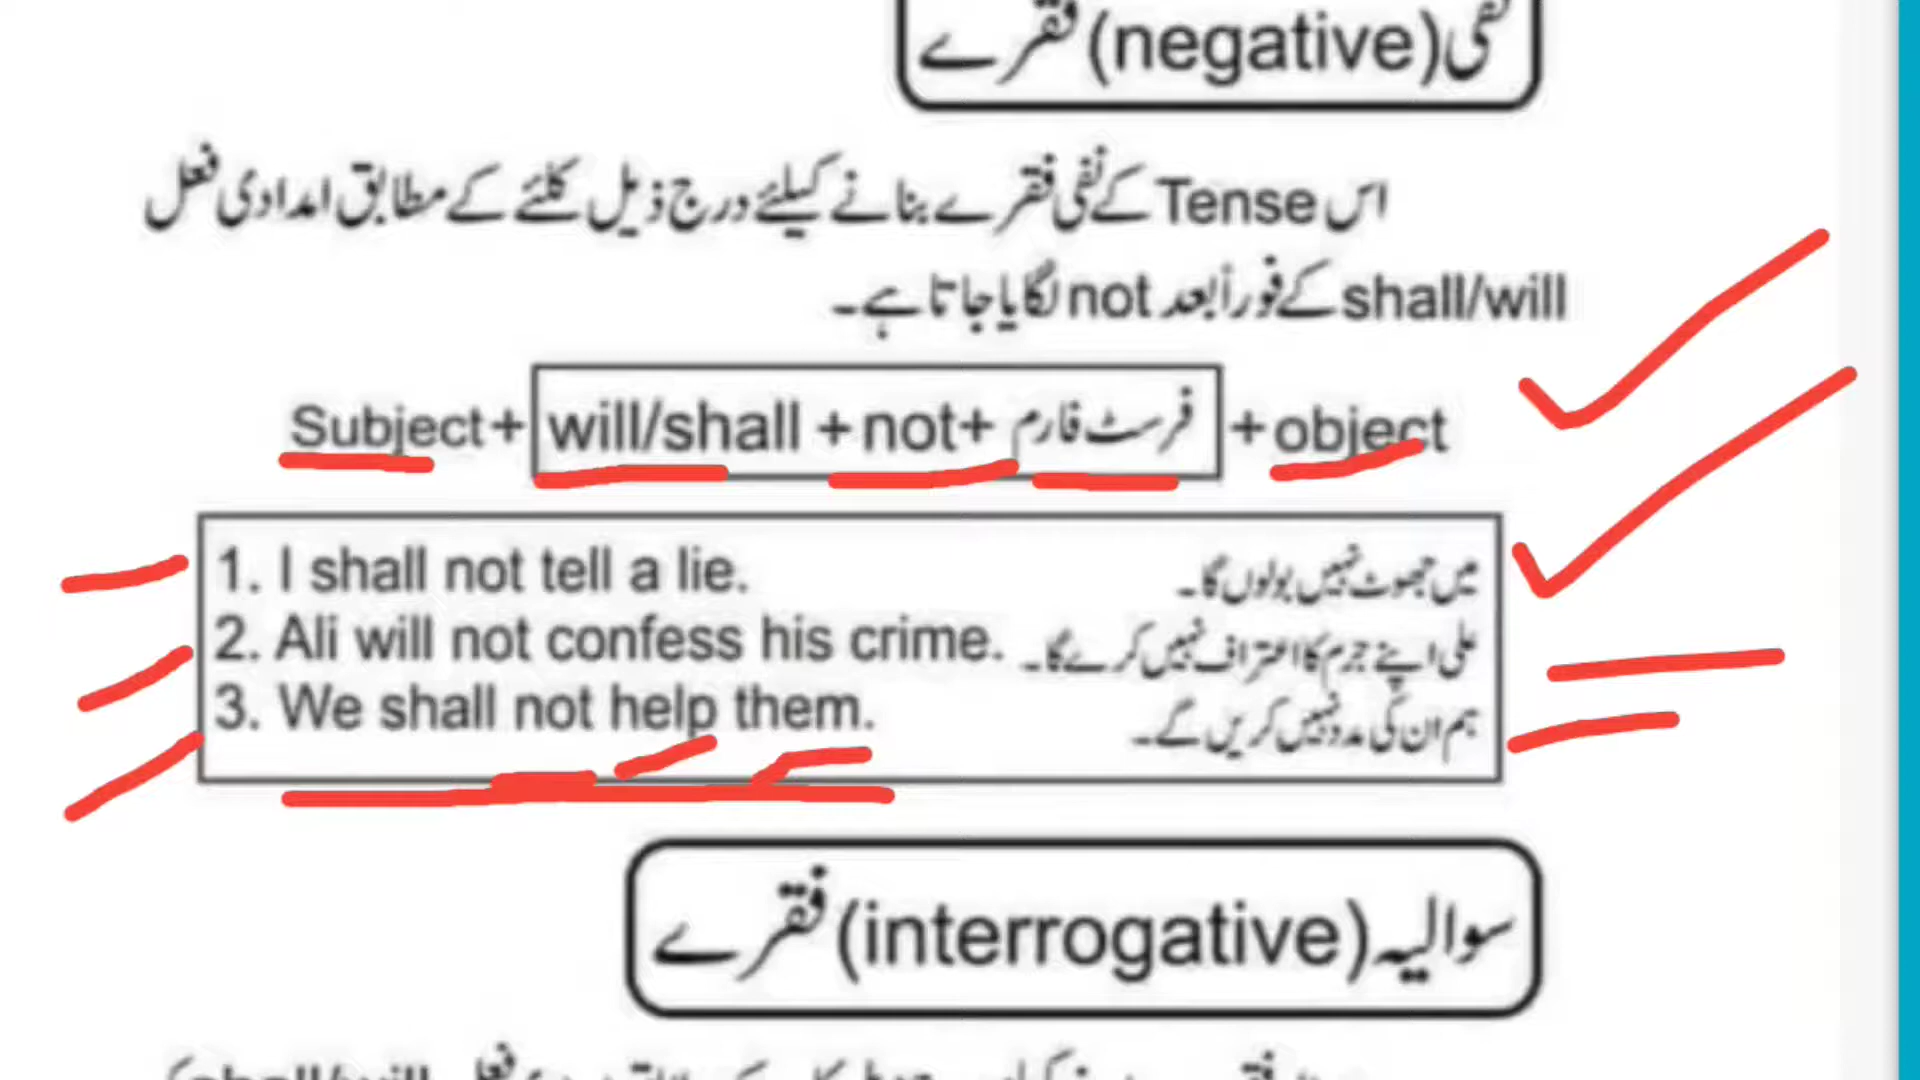 نفی (negative) فقرے
اس Tense کے نفی فقرے بنانے کیلئے درج ذیل کلئے کے مطابق امدادی فعل
shall/will کے فوراً بعد not لگایا جاتا ہے۔
Subject + will/shall + not + فرسٹ فارم + object
1. I shall not tell a lie. میں جھوٹ نہیں بولوں گا۔
2. Ali will not confess his crime. علی اپنے جرم کا اعتراف نہیں کرے گا۔
3. We shall not help them. ہم ان کی مدد نہیں کریں گے۔
سوالیہ (interrogative) فقرے